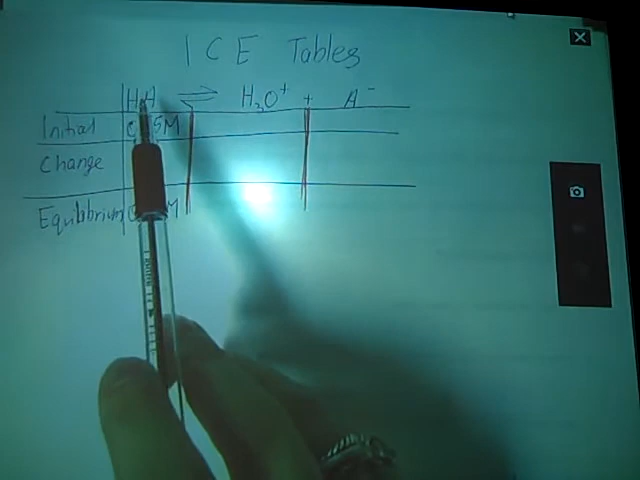 ICE Tables
HA ⇌ H₃O⁺ + A⁻
Initial M
Change
Equilibrium M